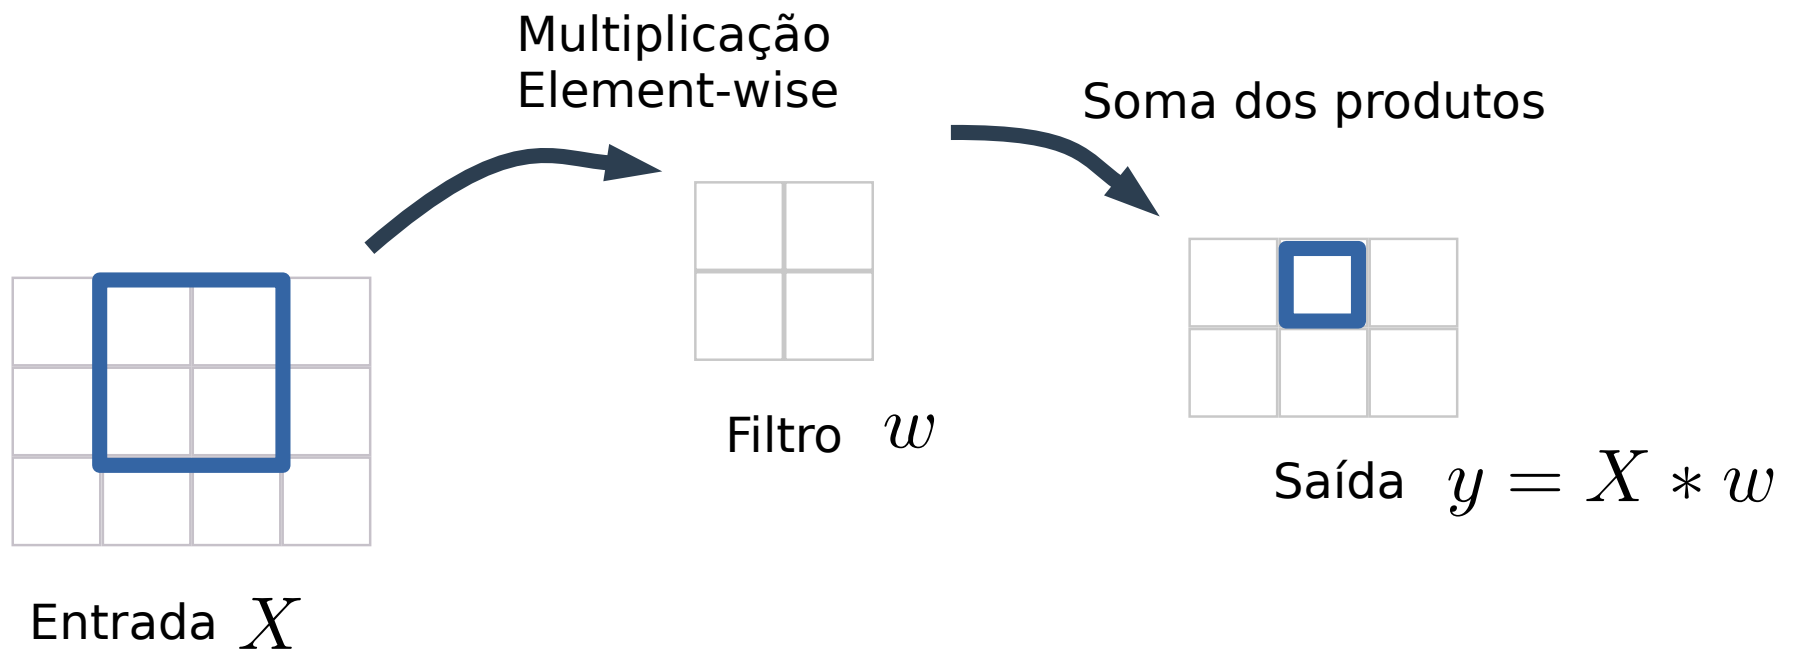 Multiplicação
Element-wise
Soma dos produtos
Filtro w
Saída y = X * w
Entrada X